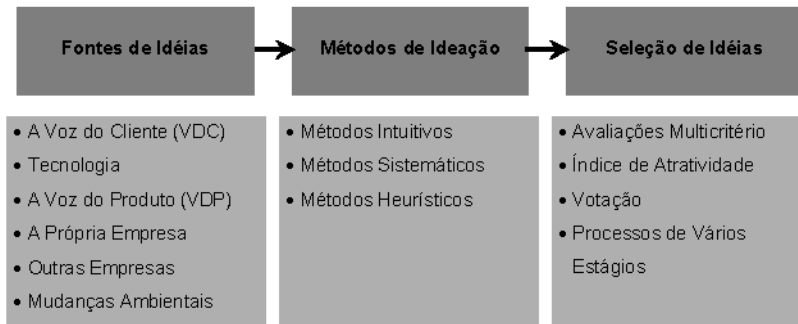 Fontes de Idéias
Métodos de Ideação
Seleção de Idéias
• A Voz do Cliente (VDC)
• Tecnologia
• A Voz do Produto (VDP)
• A Própria Empresa
• Outras Empresas
• Mudanças Ambientais
• Métodos Intuitivos
• Métodos Sistemáticos
• Métodos Heurísticos
• Avaliações Multicritério
• Índice de Atratividade
• Votação
• Processos de Vários
Estágios